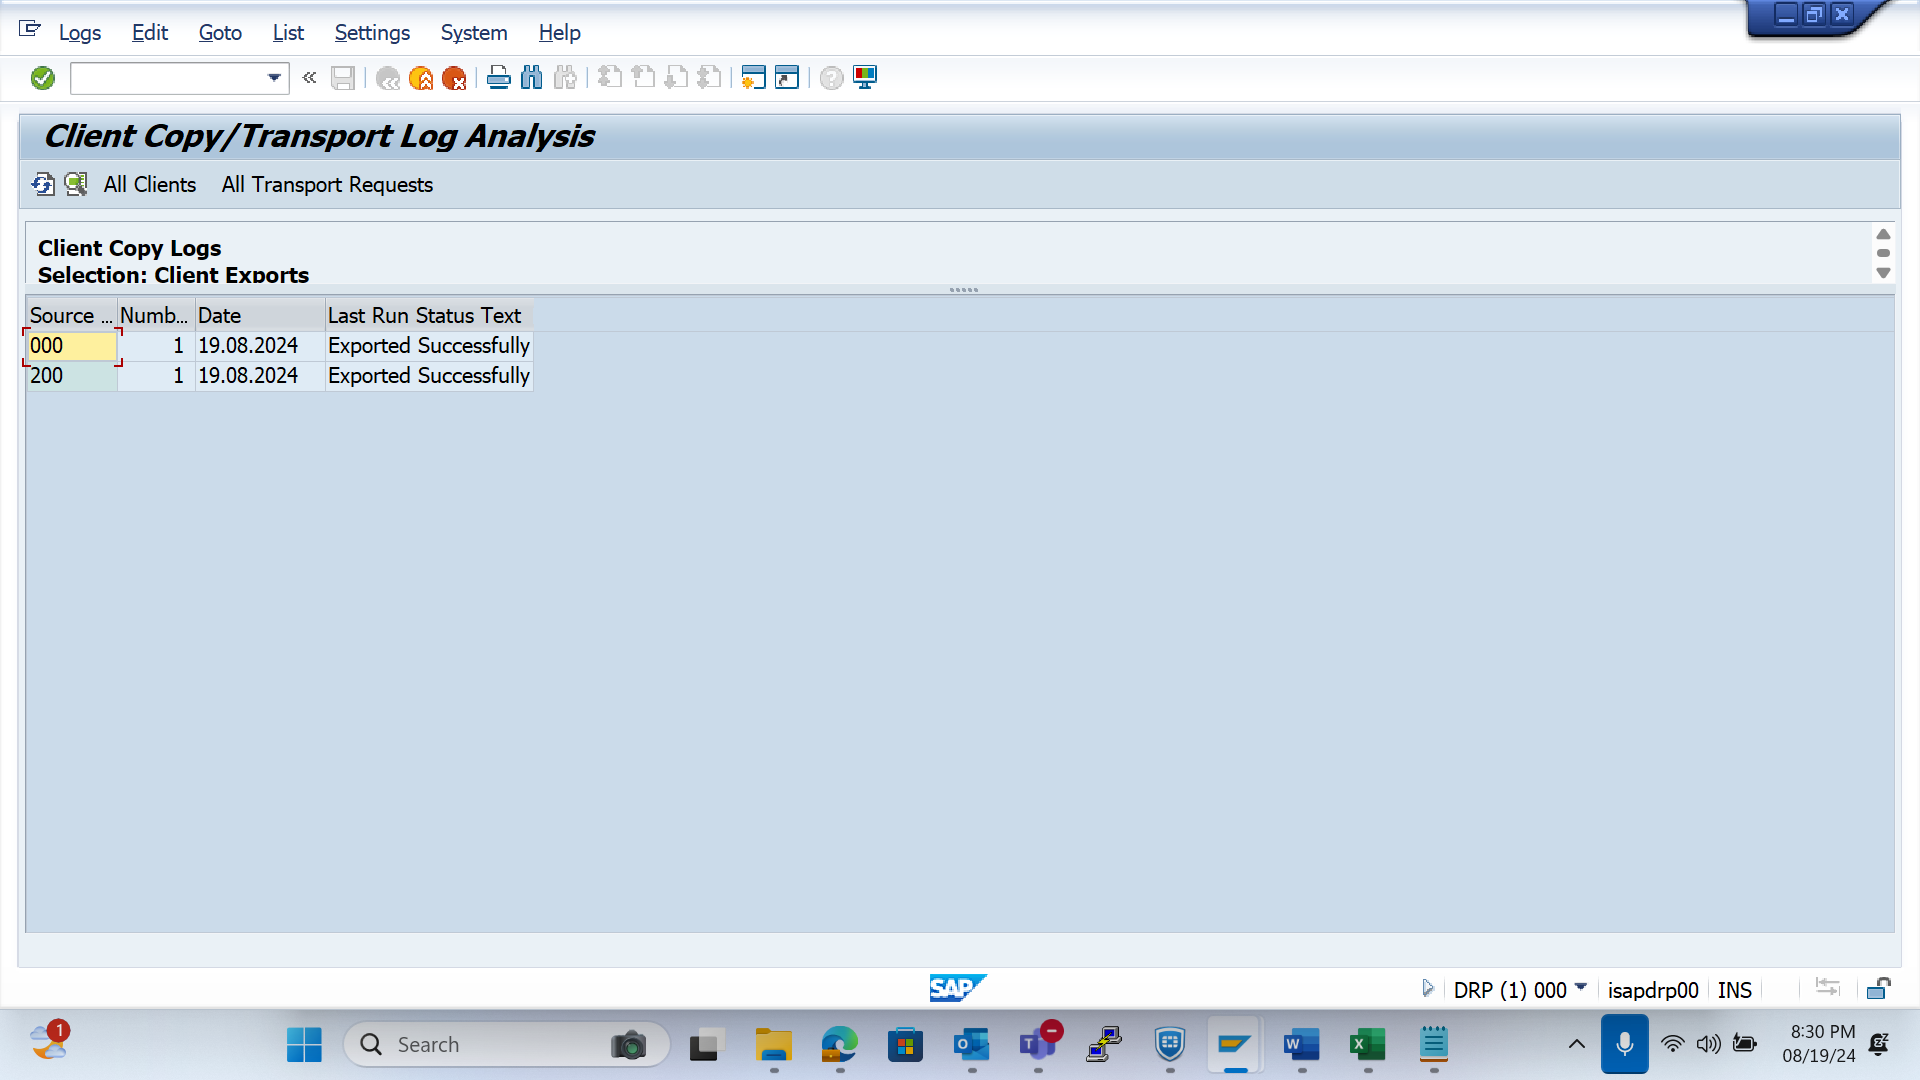 Logs Edit Goto List Settings System Help
Client Copy/Transport Log Analysis
All Clients All Transport Requests
Client Copy Logs
Selection: Client Exports
Source ... Numb... Date Last Run Status Text
000 1 19.08.2024 Exported Successfully
200 1 19.08.2024 Exported Successfully
SAP
DRP (1) 000 isapdrp00 INS
1
Search
8:30 PM
08/19/24